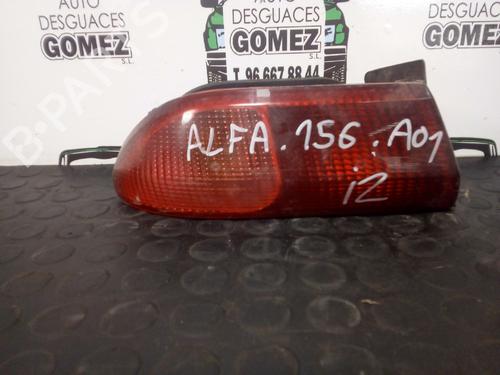 AUTO
DESGUACES
GOMEZ
S.L.
T. 96 667 88 44
AUTO
DESGUACES
GOMEZ
S.L.
DESGUACES
GOMEZ
B-PARTS
ALFA.156.A01
iz